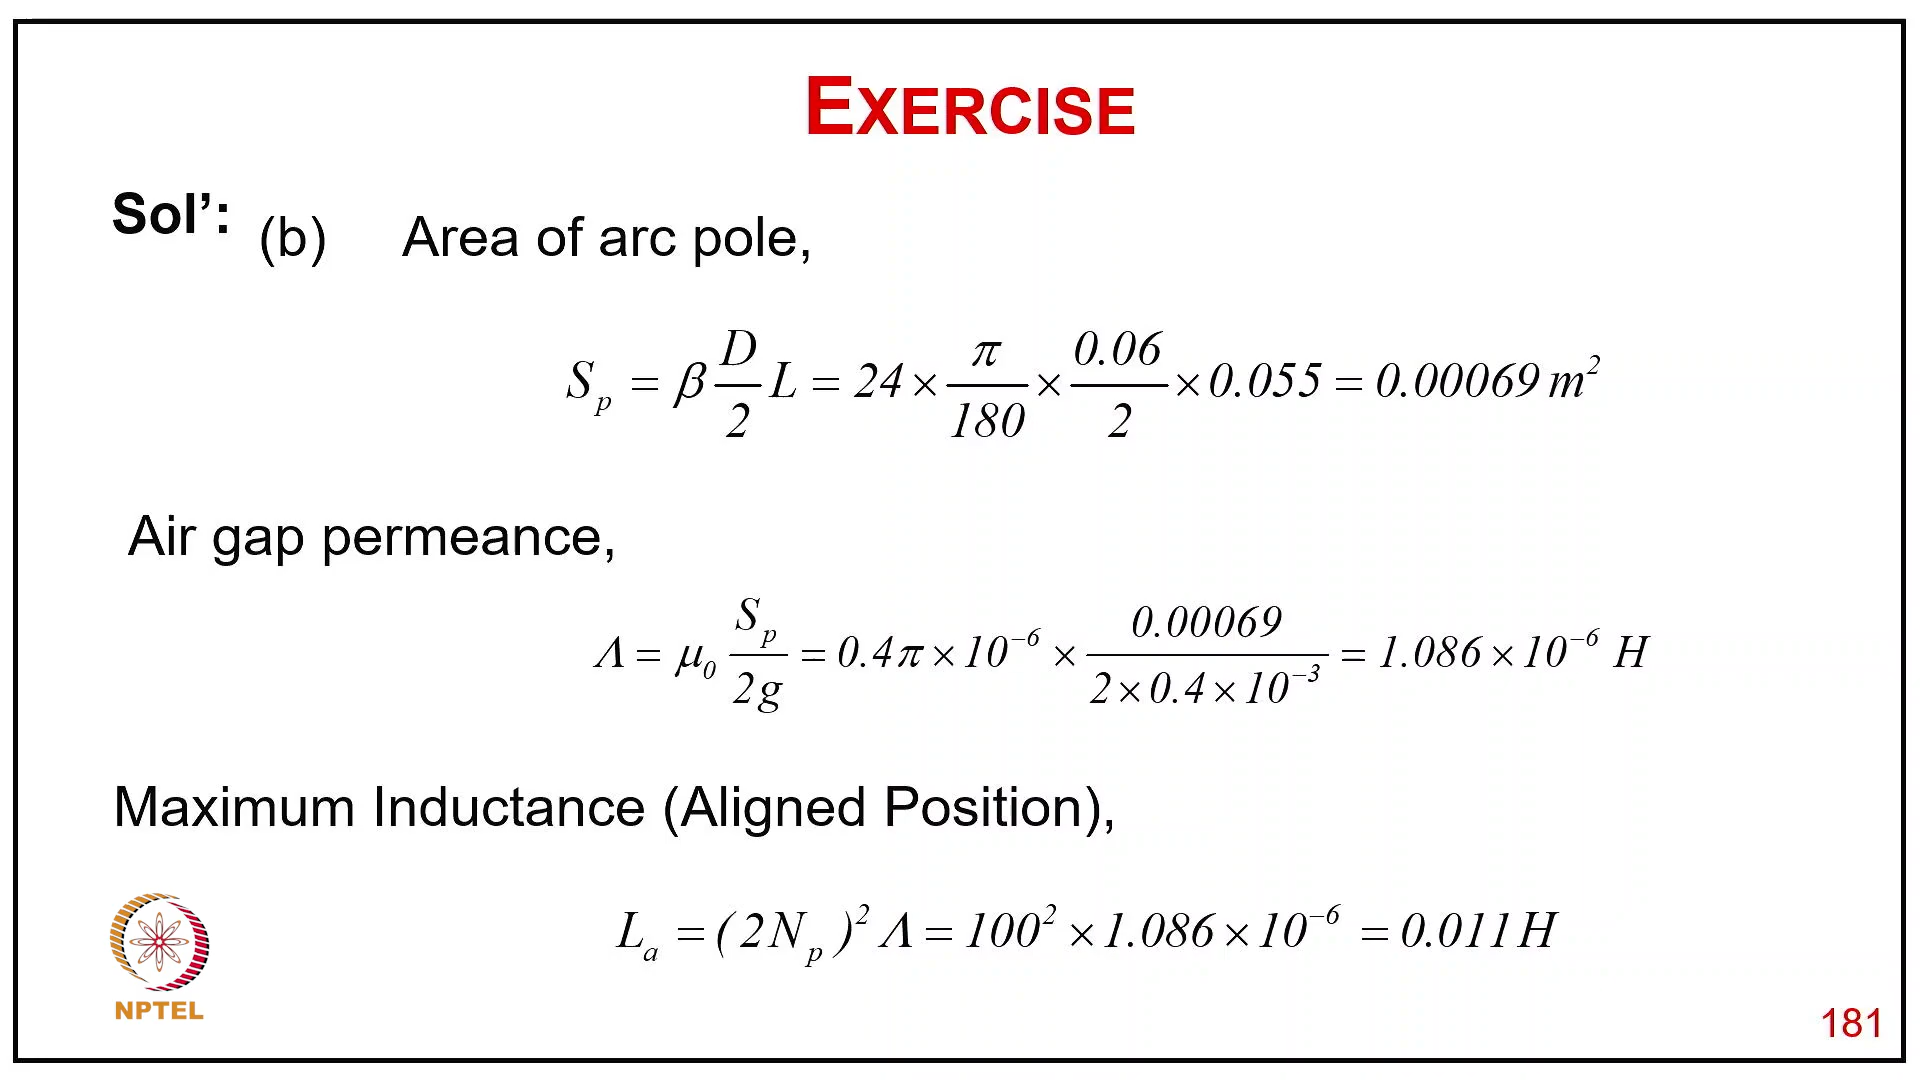 EXERCISE
Sol’: (b) Area of arc pole,
S_p = β D/2 L = 24 × π/180 × 0.06/2 × 0.055 = 0.00069 m²
Air gap permeance,
Λ = μ₀ S_p/2g = 0.4π × 10⁻⁶ × 0.00069/2×0.4×10⁻³ = 1.086 × 10⁻⁶ H
Maximum Inductance (Aligned Position),
L_a = (2N_p)² Λ = 100² × 1.086 × 10⁻⁶ = 0.011 H
NPTEL
181